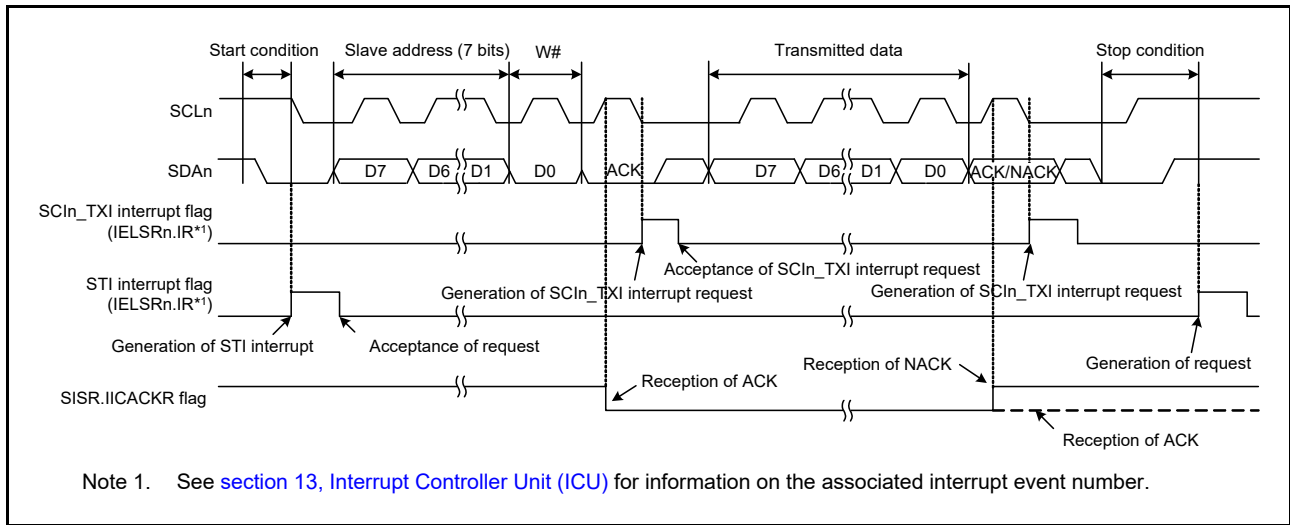 Start condition
Slave address (7 bits)
W#
Transmitted data
Stop condition
SCLn
SDAn
D7
D6
D1
D0
ACK
D7
D6
D1
D0
ACK/NACK
SCIn_TXI interrupt flag
(IELSRn.IR*1)
Acceptance of SCIn_TXI interrupt request
Generation of SCIn_TXI interrupt request
Generation of SCIn_TXI interrupt request
STI interrupt flag
(IELSRn.IR*1)
Generation of STI interrupt
Acceptance of request
Generation of request
SISR.IICACKR flag
Reception of ACK
Reception of NACK
Reception of ACK
Note 1. See section 13, Interrupt Controller Unit (ICU) for information on the associated interrupt event number.